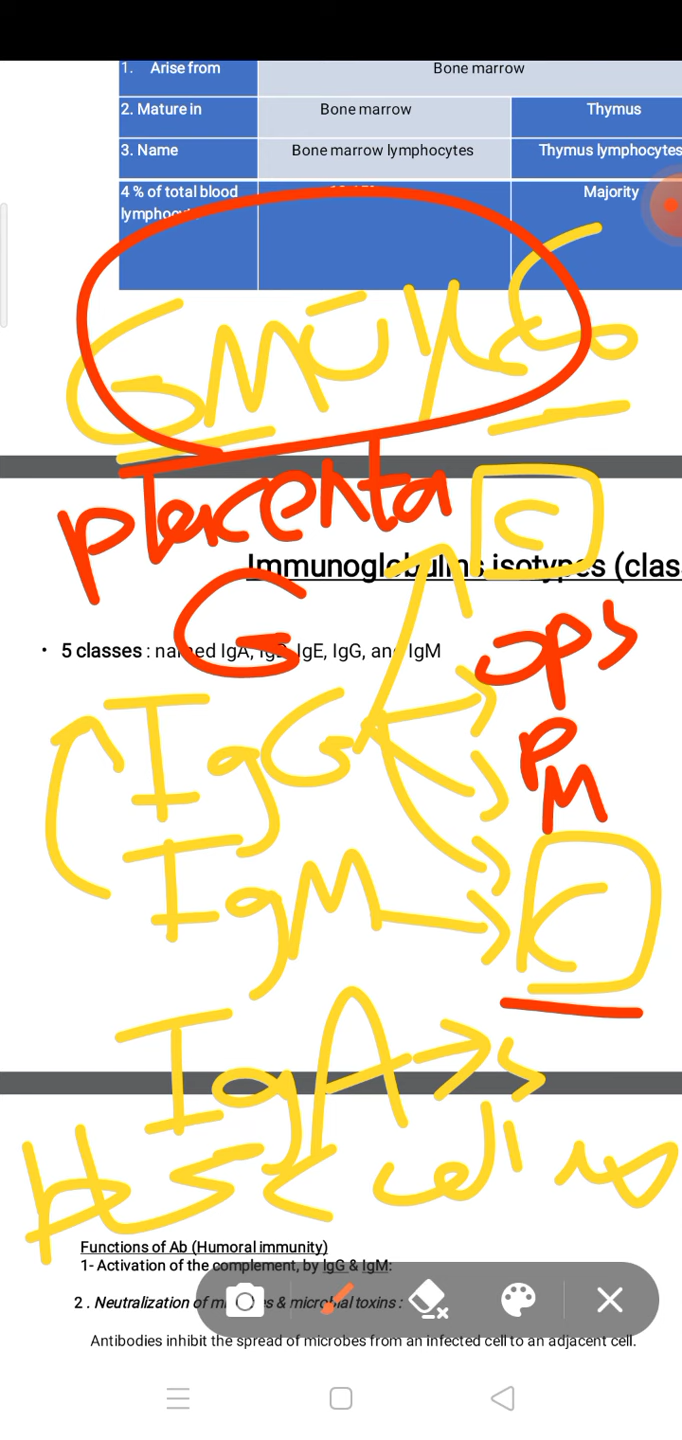 1. Arise from Bone marrow
2. Mature in Bone marrow Thymus
3. Name Bone marrow lymphocytes Thymus lymphocytes
4 % of total blood Majority
placenta
C
Immunoglobulins isotypes (clas
G
• 5 classes : named IgA, IgD, IgE, IgG, and IgM
ops
IgG
P
M
IgM C
IgA
Functions of Ab (Humoral immunity)
1- Activation of the complement, by IgG & IgM:
2 . Neutralization of microbes & microbial toxins :
Antibodies inhibit the spread of microbes from an infected cell to an adjacent cell.